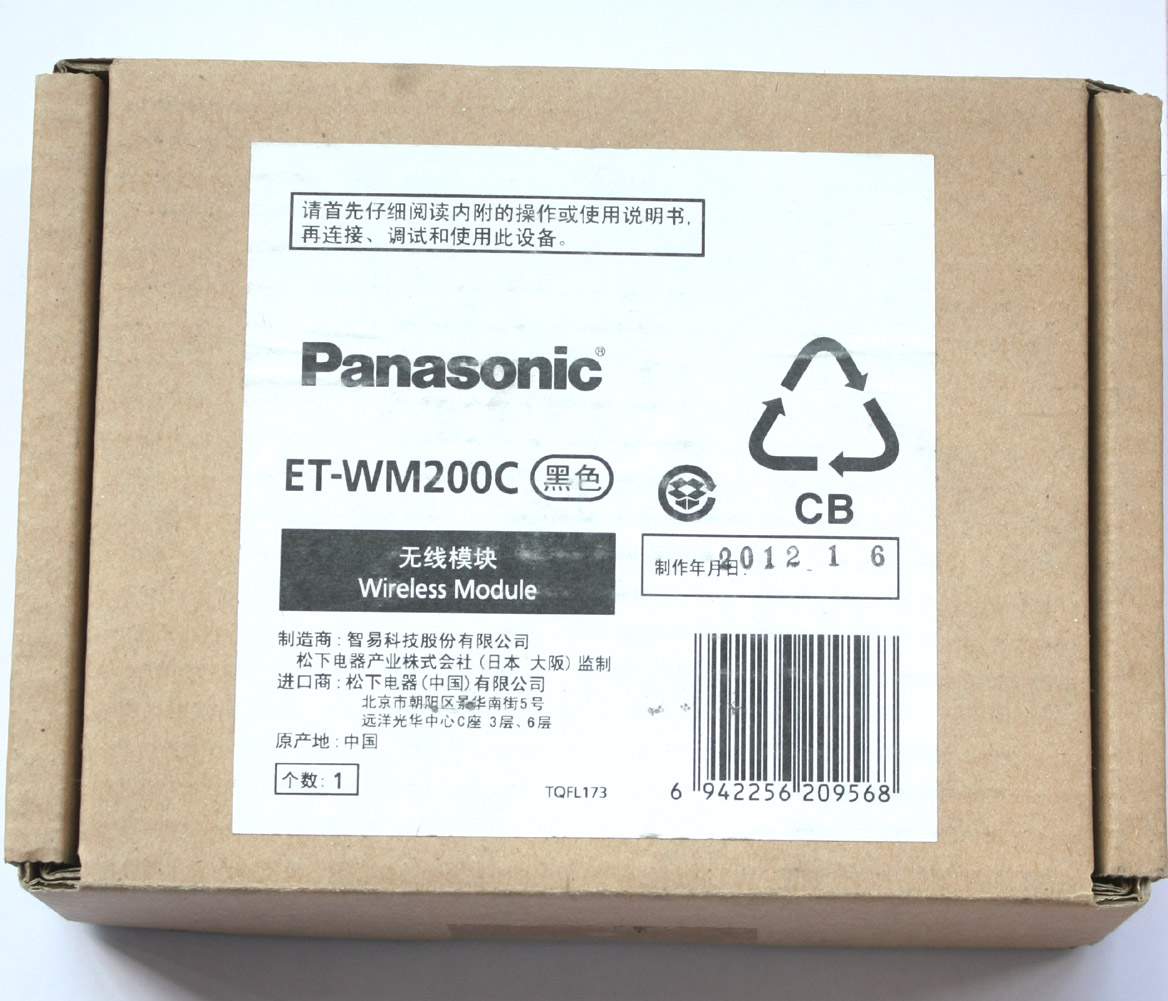 请首先仔细阅读内附的操作或使用说明书,
再连接、调试和使用此设备。
Panasonic®
ET-WM200C 黑色
CB
无线模块
Wireless Module
制作年月日: 2012. 1. 6
制造商:智易科技股份有限公司
松下电器产业株式会社(日本 大阪)监制
进口商:松下电器(中国)有限公司
北京市朝阳区景华南街5号
远洋光华中心C座 3层、6层
原产地:中国
个数: 1
TQFL173
6 942256 209568